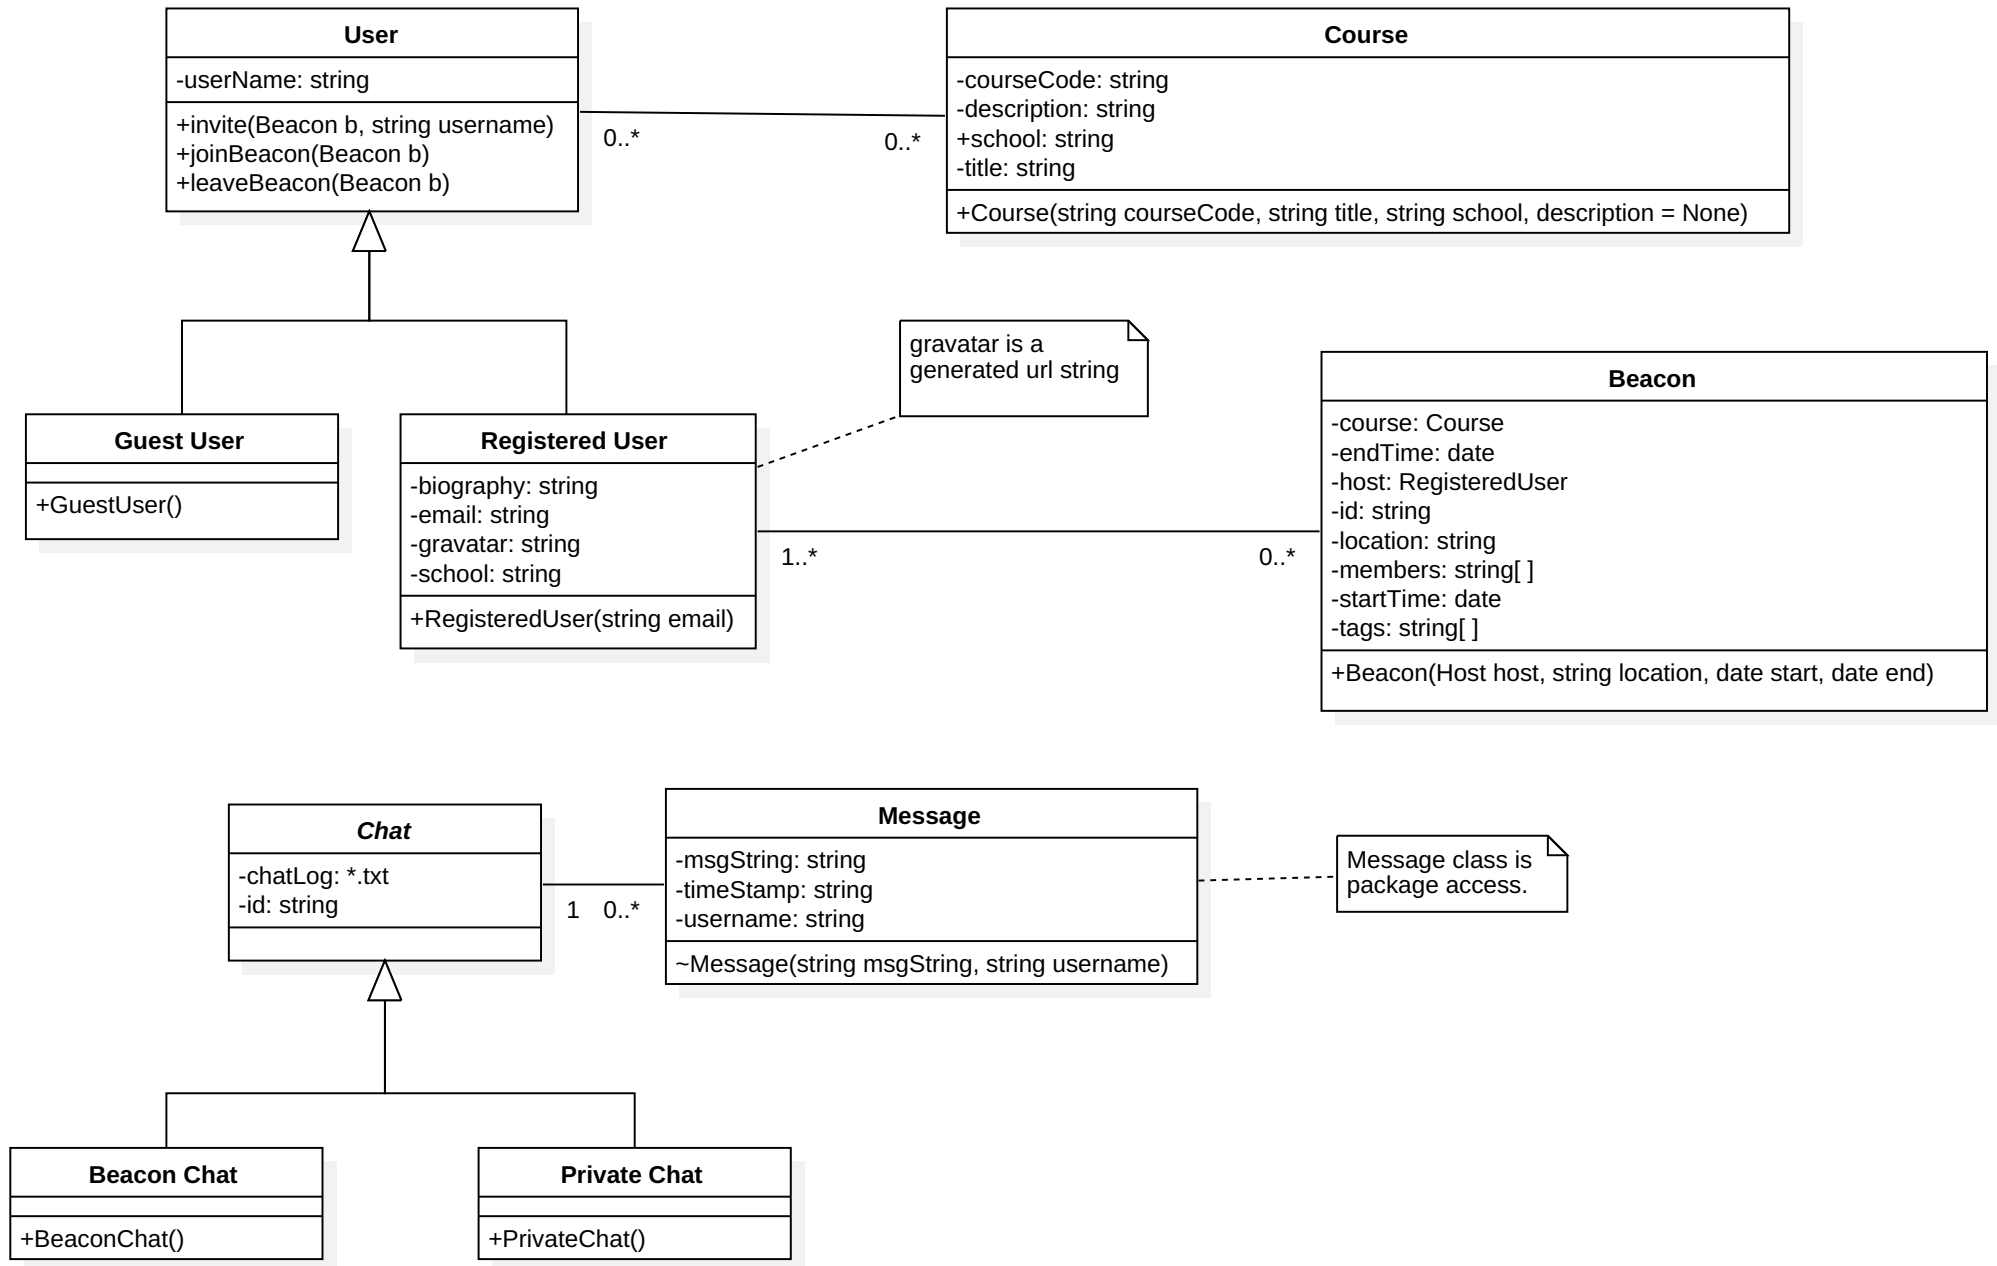 User
-userName: string
+invite(Beacon b, string username)
+joinBeacon(Beacon b)
+leaveBeacon(Beacon b)
0..*
0..*
Course
-courseCode: string
-description: string
+school: string
-title: string
+Course(string courseCode, string title, string school, description = None)
Guest User
+GuestUser()
Registered User
-biography: string
-email: string
-gravatar: string
-school: string
+RegisteredUser(string email)
gravatar is a
generated url string
1..*
0..*
Beacon
-course: Course
-endTime: date
-host: RegisteredUser
-id: string
-location: string
-members: string[ ]
-startTime: date
-tags: string[ ]
+Beacon(Host host, string location, date start, date end)
Chat
-chatLog: *.txt
-id: string
1
0..*
Message
-msgString: string
-timeStamp: string
-username: string
~Message(string msgString, string username)
Message class is
package access.
Beacon Chat
+BeaconChat()
Private Chat
+PrivateChat()